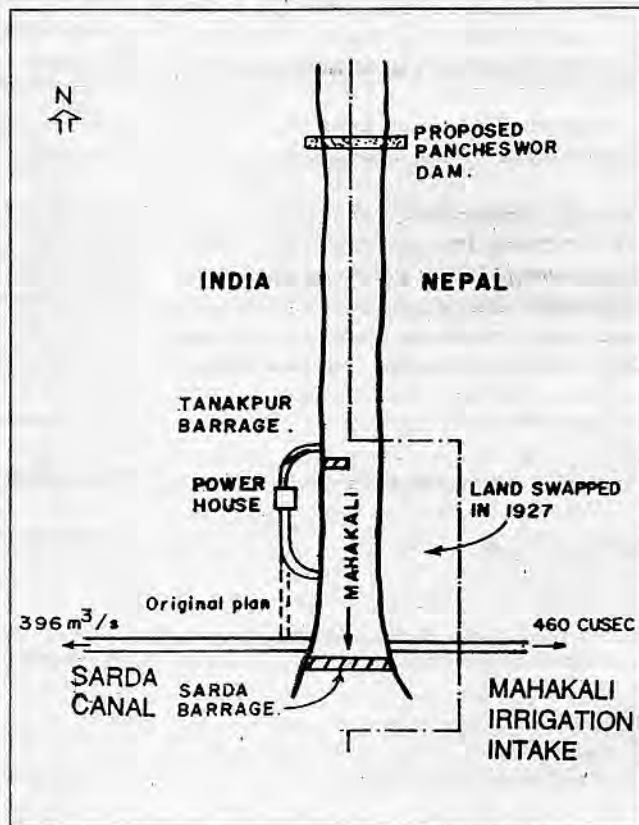 N
PROPOSED
PANCHESWOR
DAM.
INDIA
NEPAL
TANAKPUR
BARRAGE.
POWER
HOUSE
MAHAKALI
LAND SWAPPED
IN 1927
Original plan
396 m³/s
460 CUSEC
SARDA
CANAL
SARDA
BARRAGE.
MAHAKALI
IRRIGATION
INTAKE